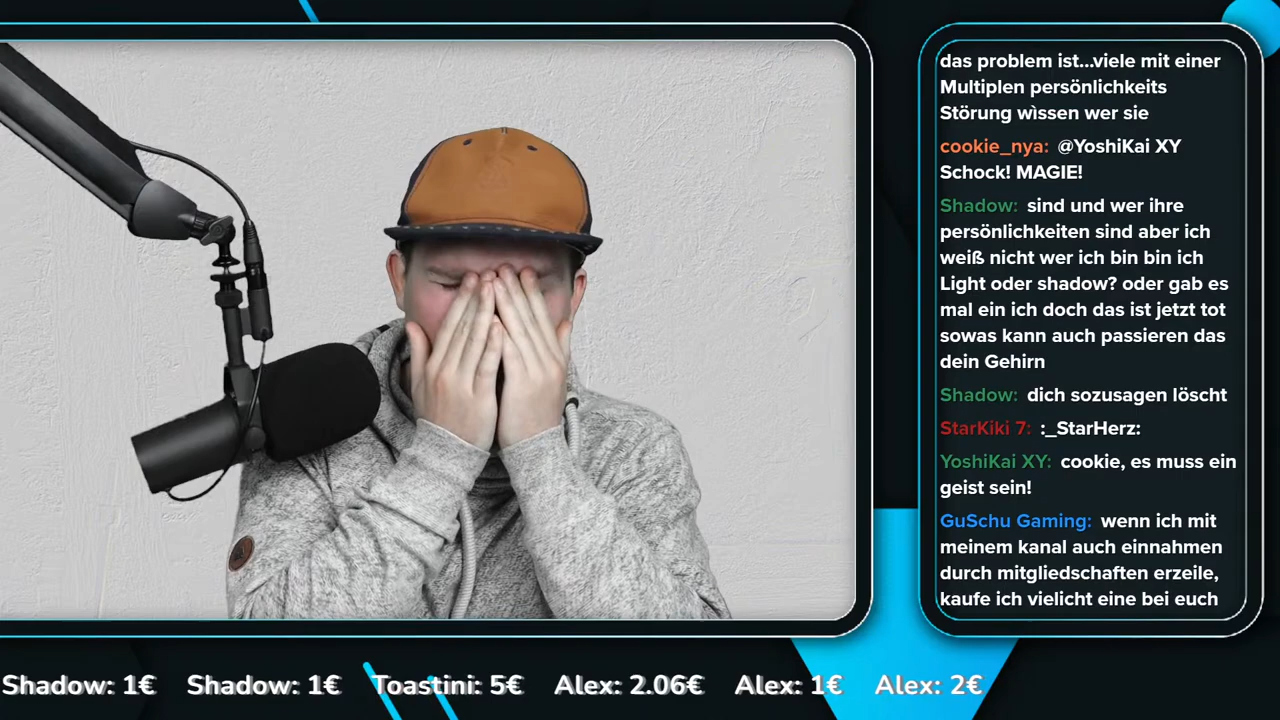 das problem ist...viele mit einer
Multiplen persönlichkeits
Störung wìssen wer sie
cookie_nya: @YoshiKai XY
Schock! MAGIE!
Shadow: sind und wer ihre
persönlichkeiten sind aber ich
weiß nicht wer ich bin bin ich
Light oder shadow? oder gab es
mal ein ich doch das ist jetzt tot
sowas kann auch passieren das
dein Gehirn
Shadow: dich sozusagen löscht
StarKiki 7: :_StarHerz:
YoshiKai XY: cookie, es muss ein
geist sein!
GuSchu Gaming: wenn ich mit
meinem kanal auch einnahmen
durch mitgliedschaften erzeile,
kaufe ich vielicht eine bei euch
Shadow: 1€ Shadow: 1€ Toastini: 5€ Alex: 2.06€ Alex: 1€ Alex: 2€